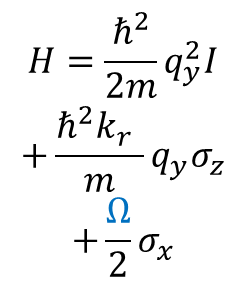 H = ħ²/2m q_y² I
+ ħ²k_r/m q_y σ_z
+ Ω/2 σ_x